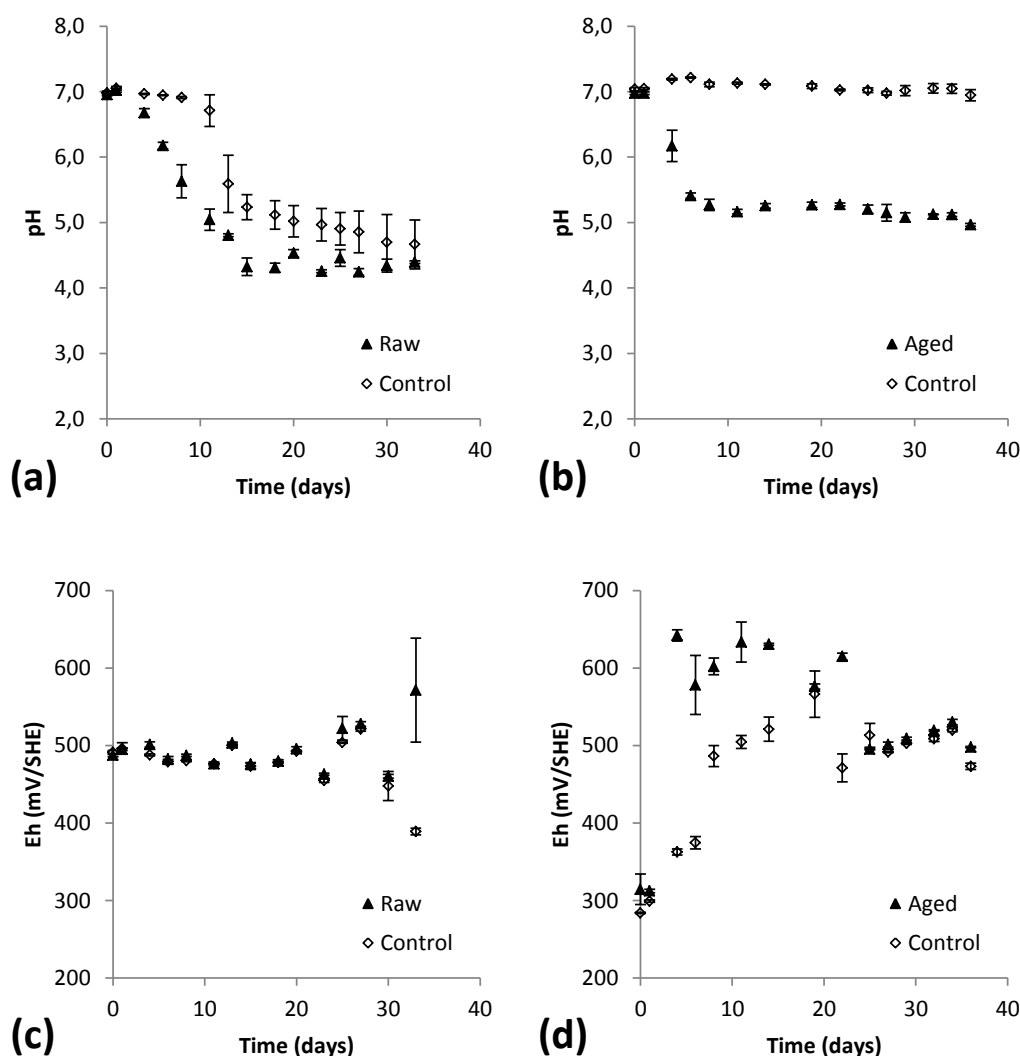 8,0
7,0
6,0
5,0
4,0
3,0
2,0
pH
0 10 20 30 40
Time (days)
Raw
Control
(a)
8,0
7,0
6,0
5,0
4,0
3,0
2,0
pH
0 10 20 30 40
Time (days)
Aged
Control
(b)
700
600
500
400
300
200
Eh (mV/SHE)
0 10 20 30 40
Time (days)
Raw
Control
(c)
700
600
500
400
300
200
Eh (mV/SHE)
0 10 20 30 40
Time (days)
Aged
Control
(d)